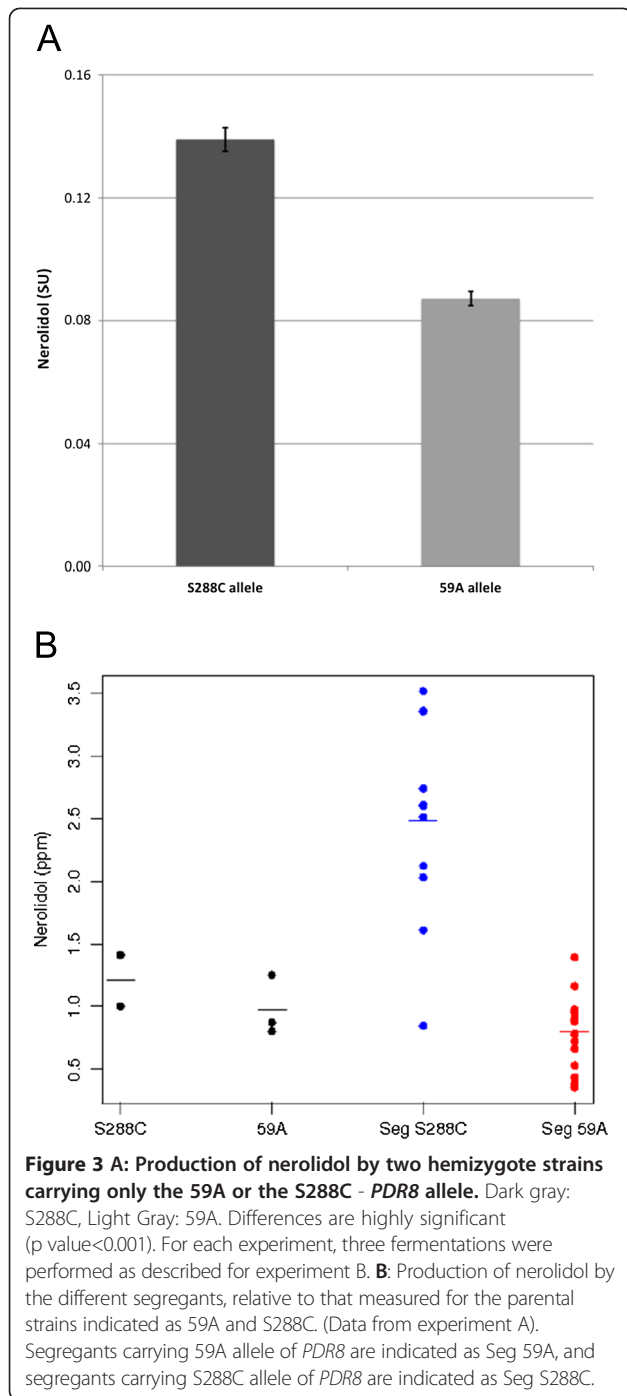 A
0.16
0.12
0.08
0.04
0.00
Nerolidol (SU)
S288C allele
59A allele
B
3.5
3.0
2.5
2.0
1.5
1.0
0.5
Nerolidol (ppm)
S288C
59A
Seg S288C
Seg 59A
Figure 3 A: Production of nerolidol by two hemizygote strains
carrying only the 59A or the S288C - PDR8 allele. Dark gray:
S288C, Light Gray: 59A. Differences are highly significant
(p value<0.001). For each experiment, three fermentations were
performed as described for experiment B. B: Production of nerolidol by
the different segregants, relative to that measured for the parental
strains indicated as 59A and S288C. (Data from experiment A).
Segregants carrying 59A allele of PDR8 are indicated as Seg 59A, and
segregants carrying S288C allele of PDR8 are indicated as Seg S288C.